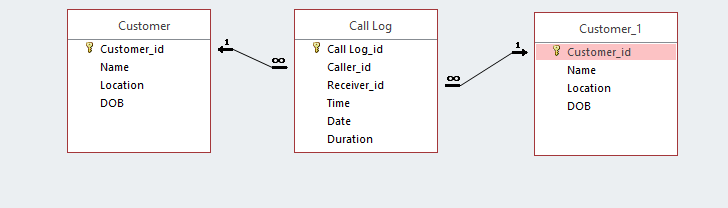 Customer
Customer_id
Name
Location
DOB
1
∞
Call Log
Call Log_id
Caller_id
Receiver_id
Time
Date
Duration
∞
1
Customer_1
Customer_id
Name
Location
DOB